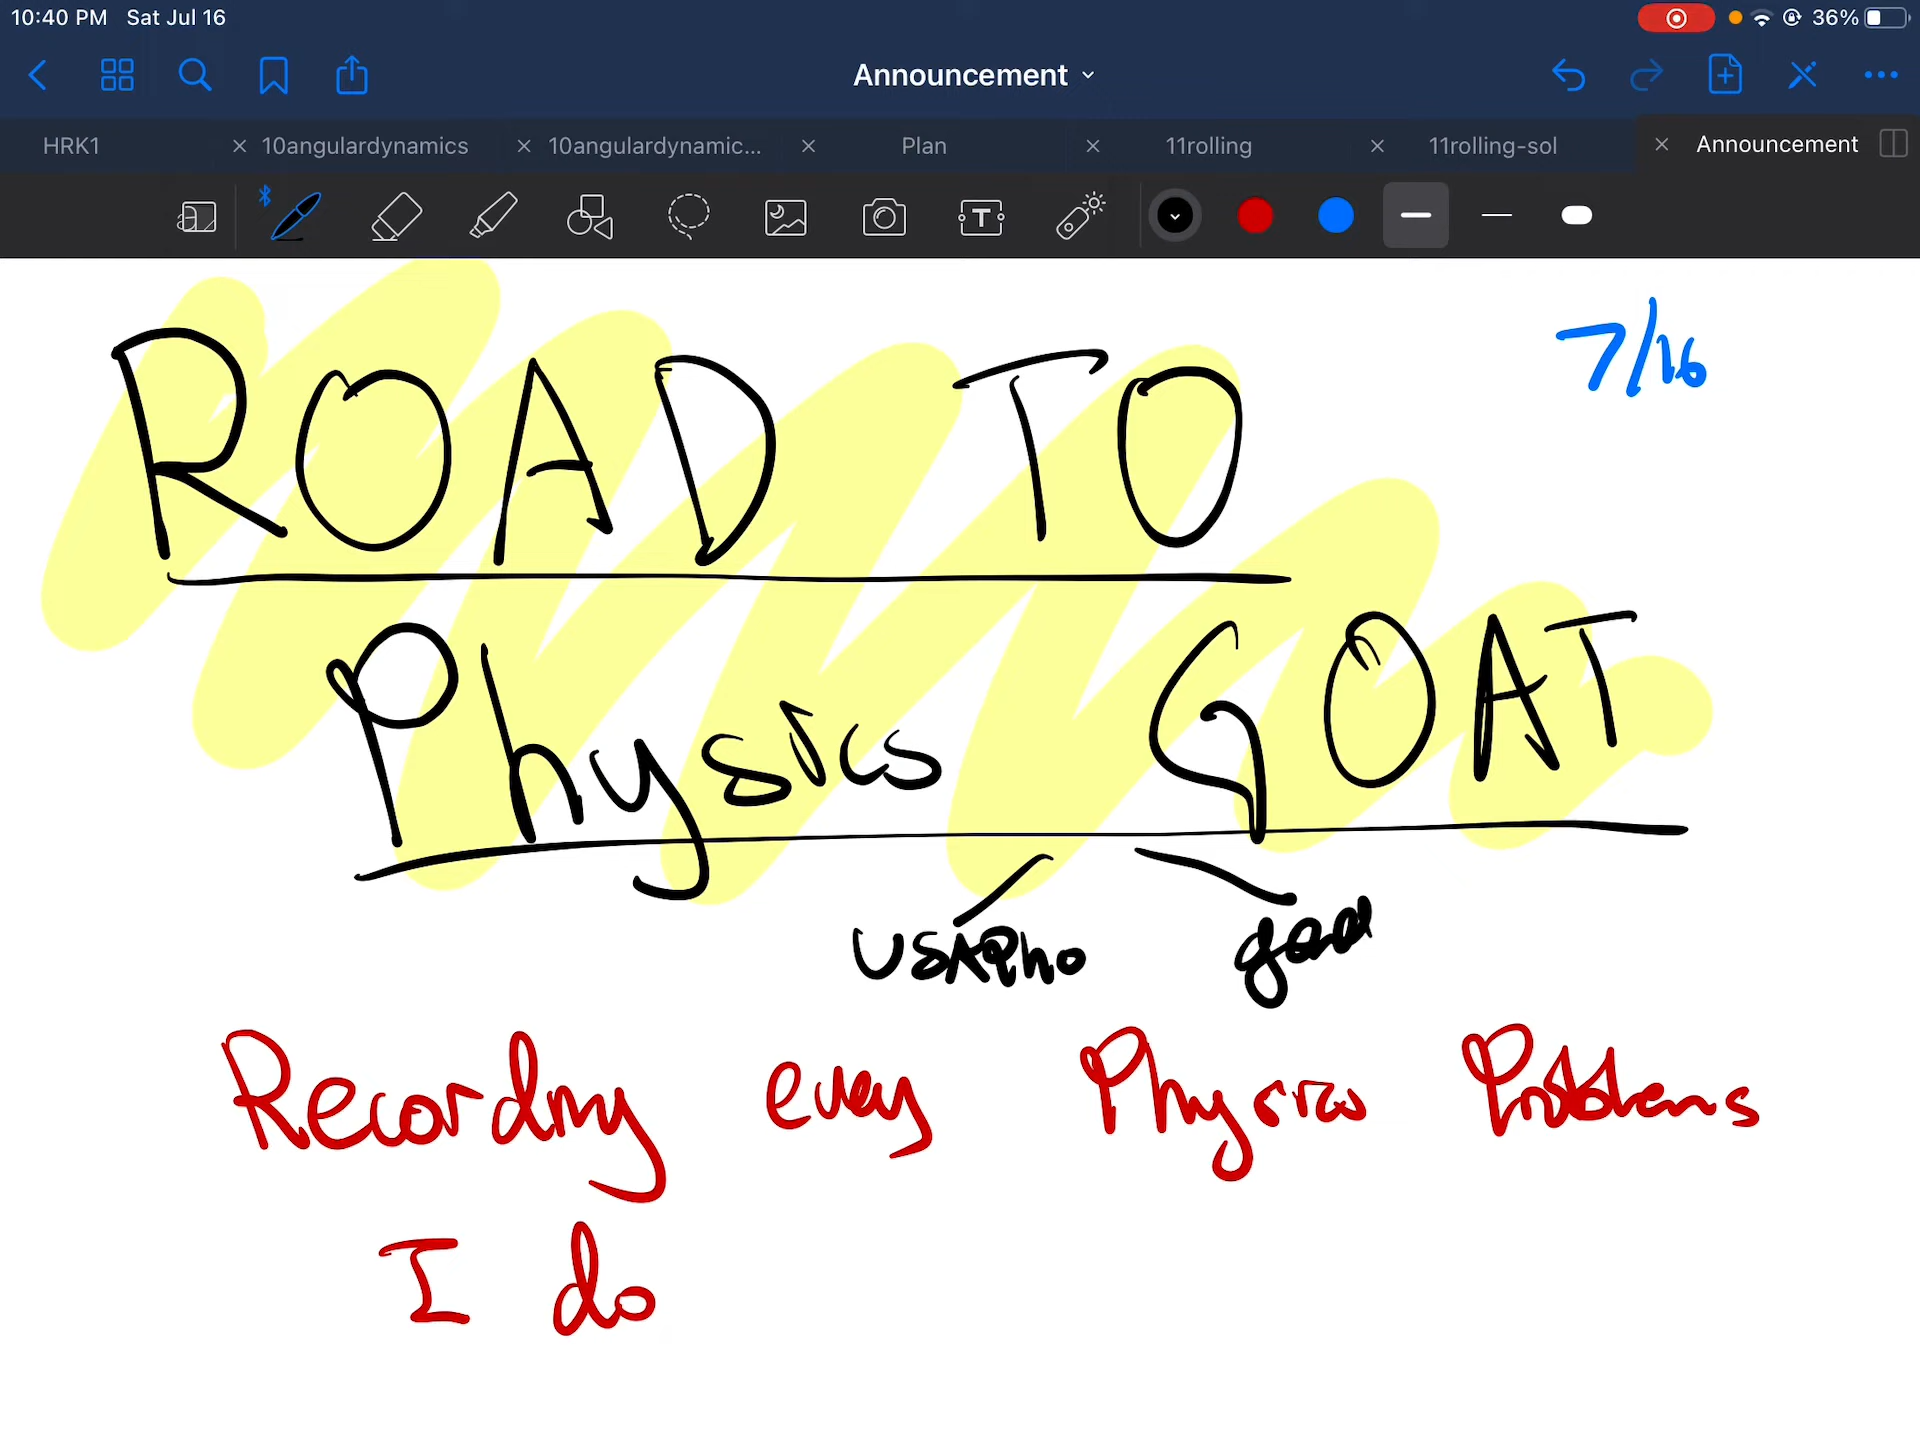 10:40 PM Sat Jul 16
36%
Announcement
HRK1
10angulardynamics
10angulardynamic...
Plan
11rolling
11rolling-sol
Announcement
7/16
ROAD TO
Physics GOAT
USAPho
Recording every Physics Problems
I do